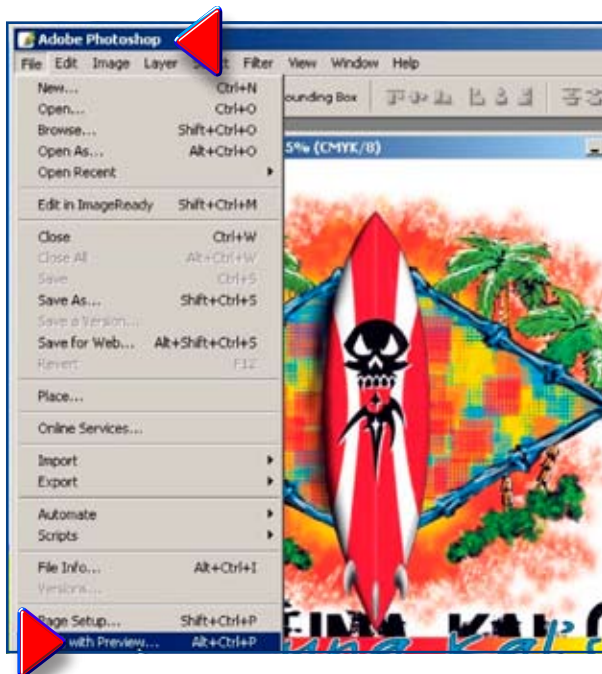 Adobe Photoshop
File Edit Image Layer Filter View Window Help
ounding Box
5% (CMYK/8)
New... Ctrl+N
Open... Ctrl+O
Browse... Shift+Ctrl+O
Open As... Alt+Ctrl+O
Open Recent
Edit in ImageReady Shift+Ctrl+M
Close Ctrl+W
Close All Alt+Ctrl+W
Save Ctrl+S
Save As... Shift+Ctrl+S
Save a Version...
Save for Web... Alt+Shift+Ctrl+S
Revert F12
Place...
Online Services...
Import
Export
Automate
Scripts
File Info... Alt+Ctrl+I
Versions...
Page Setup... Shift+Ctrl+P
with Preview... Alt+Ctrl+P